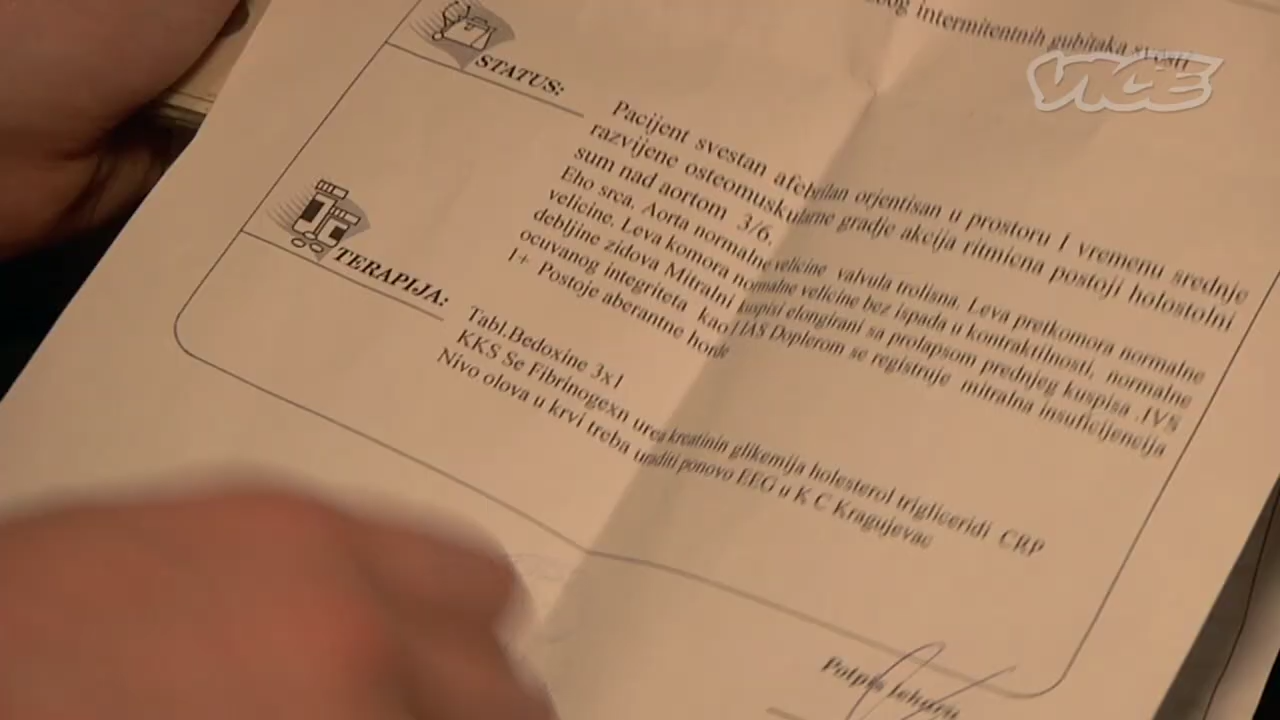 intermitentnih gubitaka svesti
VICE
STATUS:
Pacijent svestan afebrilan orjentisan u prostoru I vremenu srednje
razvijene osteomuskularne gradje akcija ritmicna postoji holostolni
sum nad aortom 3/6.
Eho srca. Aorta normalne velicine valvula trolisna. Leva pretkomora normalne
velicine. Leva komora normalne velicine bez ispada u kontraktilnosti, normalne
debljine zidova Mitralni kuspisi elongirani sa prolapsom prednjeg kuspisa .IVS
ocuvanog integriteta kao I IAS Doplerom se registruje mitralna insuficijencija
1+ Postoje aberantne
TERAPIJA:
Tabl.Bedoxine 3x1
KKS Se Fibrinogexn urea kreatinin glikemija holesterol trigliceridi CRP
Nivo olova u krvi treba uraditi ponovo EEG u K C Kragujevac
Potpis lekara